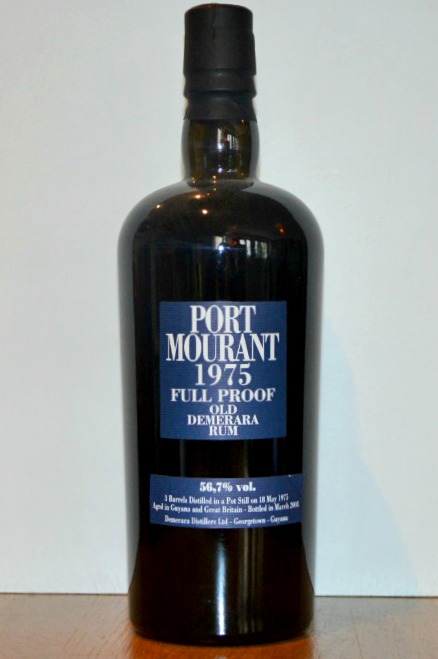 PORT
MOURANT
1975
FULL PROOF
OLD
DEMERARA
RUM
56,7% vol.
3 Barrels Distilled in a Pot Still on 18 May 1975
Aged in Guyana and Great Britain - Bottled in March 2008
Demerara Distillers Ltd - Georgetown - Guyana